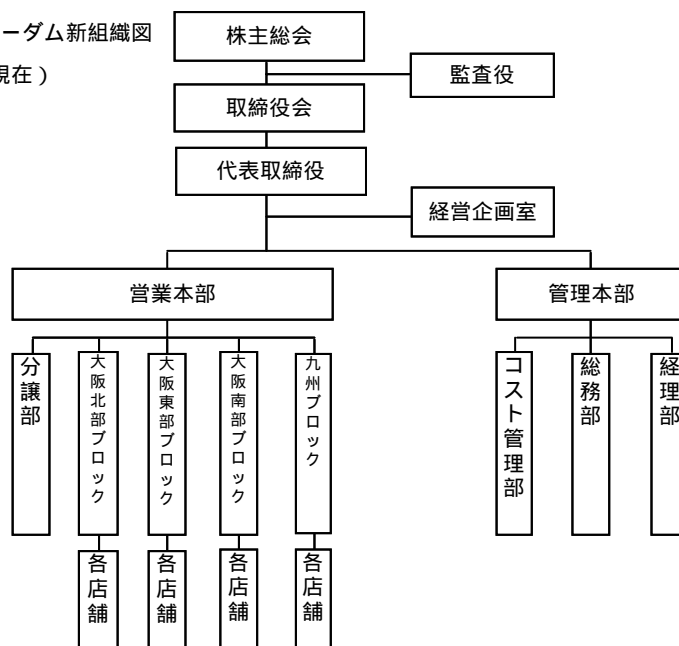 ーダム新組織図
株主総会
現在）
監査役
取締役会
代表取締役
経営企画室
営業本部
管理本部
分譲部
大阪北部ブロック
大阪東部ブロック
大阪南部ブロック
九州ブロック
コスト管理部
総務部
経理部
各店舗
各店舗
各店舗
各店舗